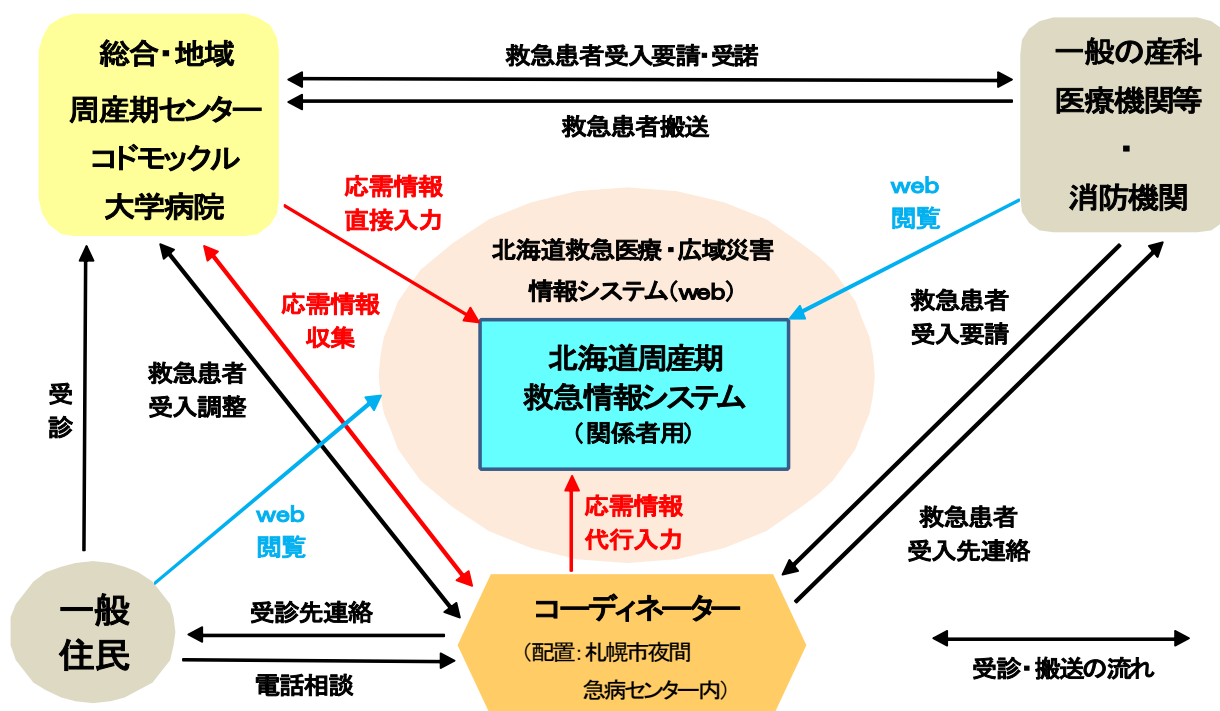 総合・地域
周産期センター
コドモックル
大学病院
救急患者受入要請・受諾
救急患者搬送
一般の産科
医療機関等
・
消防機関
応需情報
直接入力
web
閲覧
北海道救急医療・広域災害
情報システム(web)
応需情報
収集
救急患者
受入要請
北海道周産期
救急情報システム
(関係者用)
救急患者
受入調整
受
診
web
閲覧
応需情報
代行入力
救急患者
受入先連絡
一般
住民
受診先連絡
電話相談
コーディネーター
(配置:札幌市夜間
急病センター内)
受診・搬送の流れ